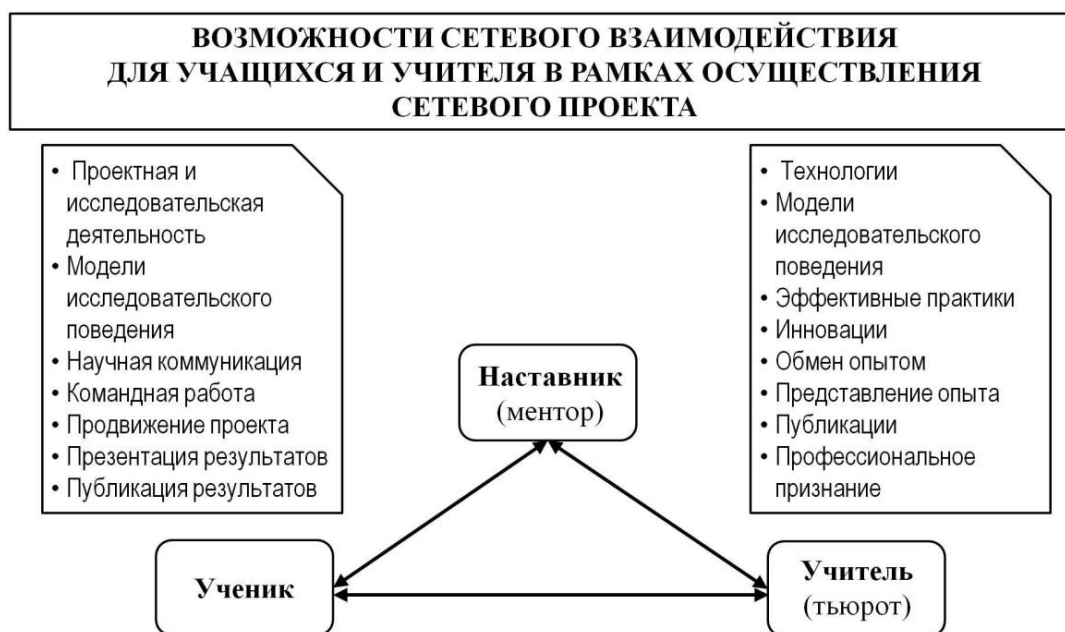 ВОЗМОЖНОСТИ СЕТЕВОГО ВЗАИМОДЕЙСТВИЯ
ДЛЯ УЧАЩИХСЯ И УЧИТЕЛЯ В РАМКАХ ОСУЩЕСТВЛЕНИЯ
СЕТЕВОГО ПРОЕКТА
• Проектная и
исследовательская
деятельность
• Модели
исследовательского
поведения
• Научная коммуникация
• Командная работа
• Продвижение проекта
• Презентация результатов
• Публикация результатов
• Технологии
• Модели
исследовательского
поведения
• Эффективные практики
• Инновации
• Обмен опытом
• Представление опыта
• Публикации
• Профессиональное
признание
Наставник
(ментор)
Ученик
Учитель
(тьюрот)